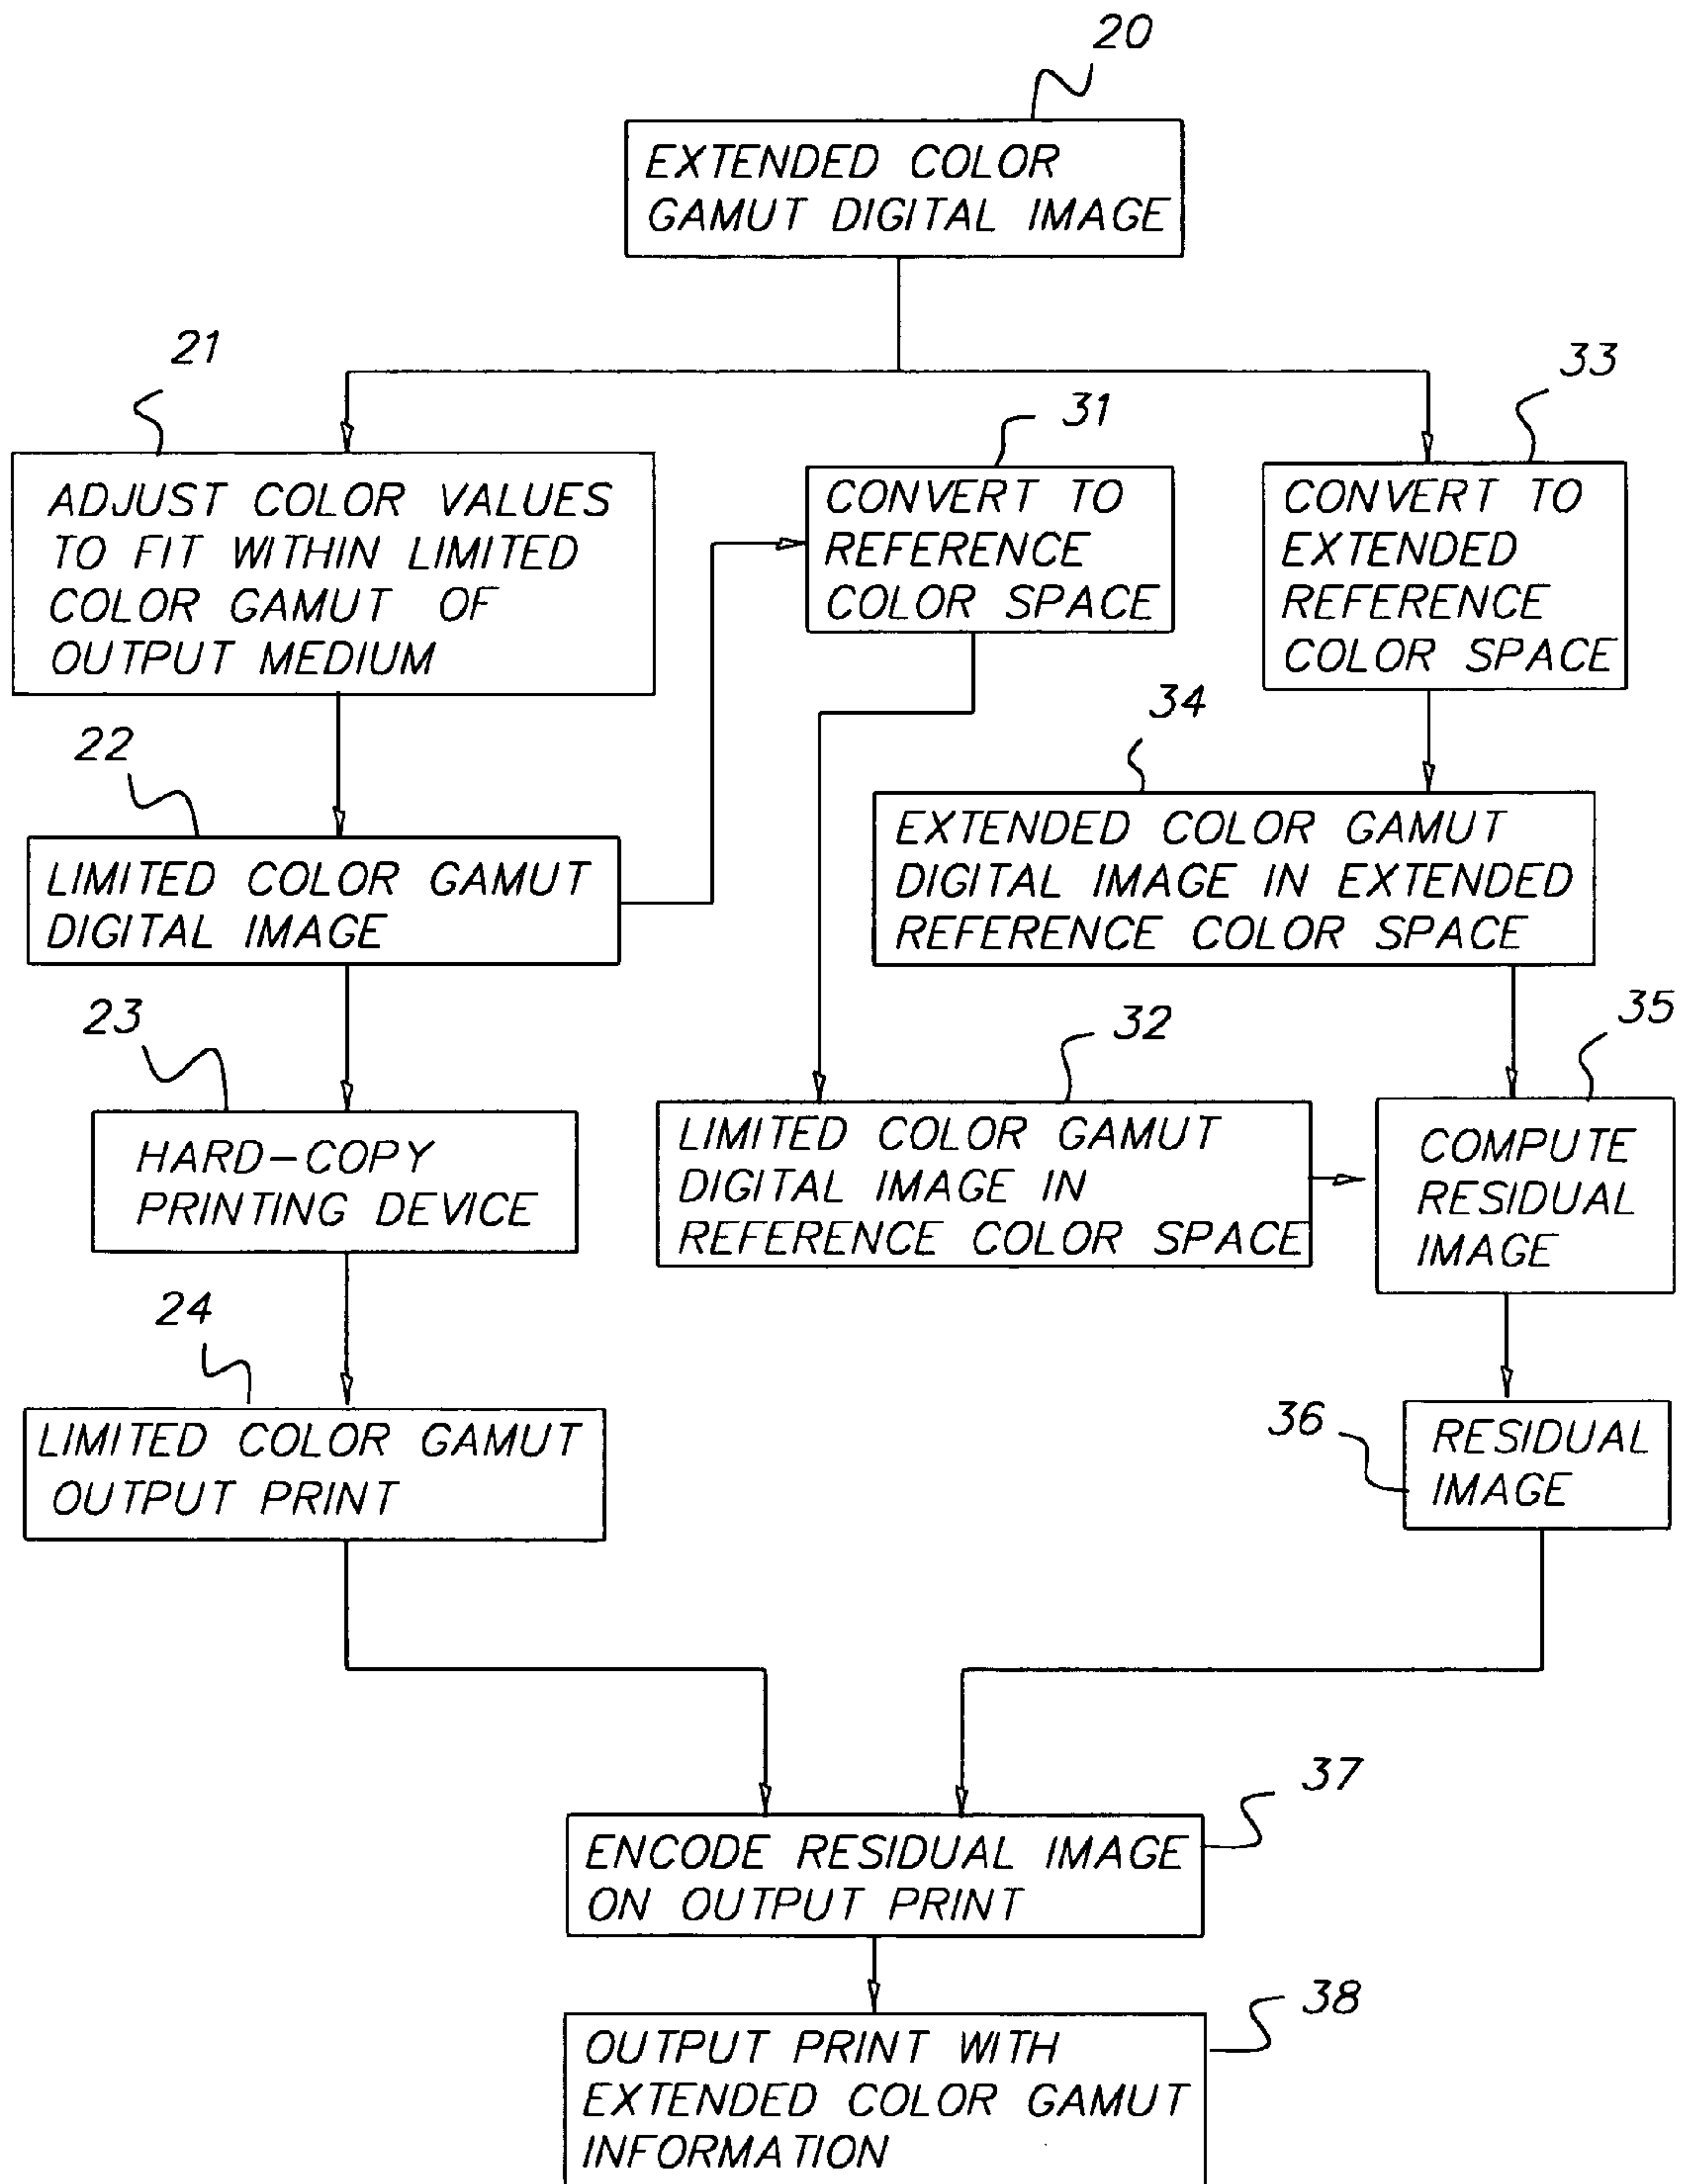 20
EXTENDED COLOR
GAMUT DIGITAL IMAGE
21
ADJUST COLOR VALUES
TO FIT WITHIN LIMITED
COLOR GAMUT OF
OUTPUT MEDIUM
31
CONVERT TO
REFERENCE
COLOR SPACE
33
CONVERT TO
EXTENDED
REFERENCE
COLOR SPACE
22
LIMITED COLOR GAMUT
DIGITAL IMAGE
34
EXTENDED COLOR GAMUT
DIGITAL IMAGE IN EXTENDED
REFERENCE COLOR SPACE
23
HARD-COPY
PRINTING DEVICE
32
LIMITED COLOR GAMUT
DIGITAL IMAGE IN
REFERENCE COLOR SPACE
35
COMPUTE
RESIDUAL
IMAGE
24
LIMITED COLOR GAMUT
OUTPUT PRINT
36
RESIDUAL
IMAGE
37
ENCODE RESIDUAL IMAGE
ON OUTPUT PRINT
38
OUTPUT PRINT WITH
EXTENDED COLOR GAMUT
INFORMATION